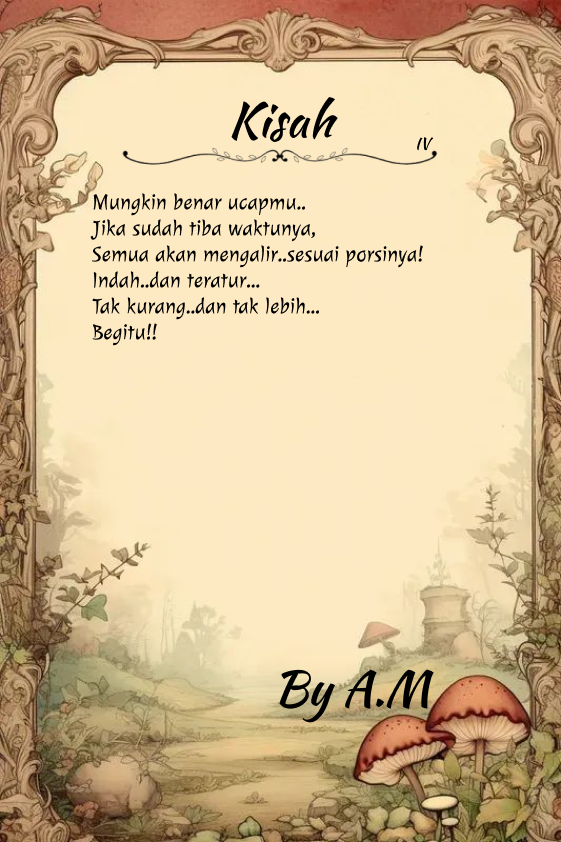 Kisah
IV
Mungkin benar ucapmu..
Jika sudah tiba waktunya,
Semua akan mengalir..sesuai porsinya!
Indah..dan teratur...
Tak kurang..dan tak lebih...
Begitu!!
By A.M